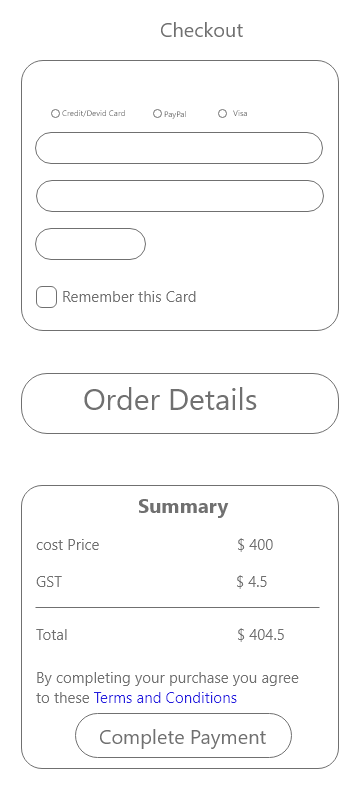 Checkout
Credit/Devid Card PayPal Visa
Remember this Card
Order Details
Summary
cost Price $ 400
GST $ 4.5
Total $ 404.5
By completing your purchase you agree
to these Terms and Conditions
Complete Payment